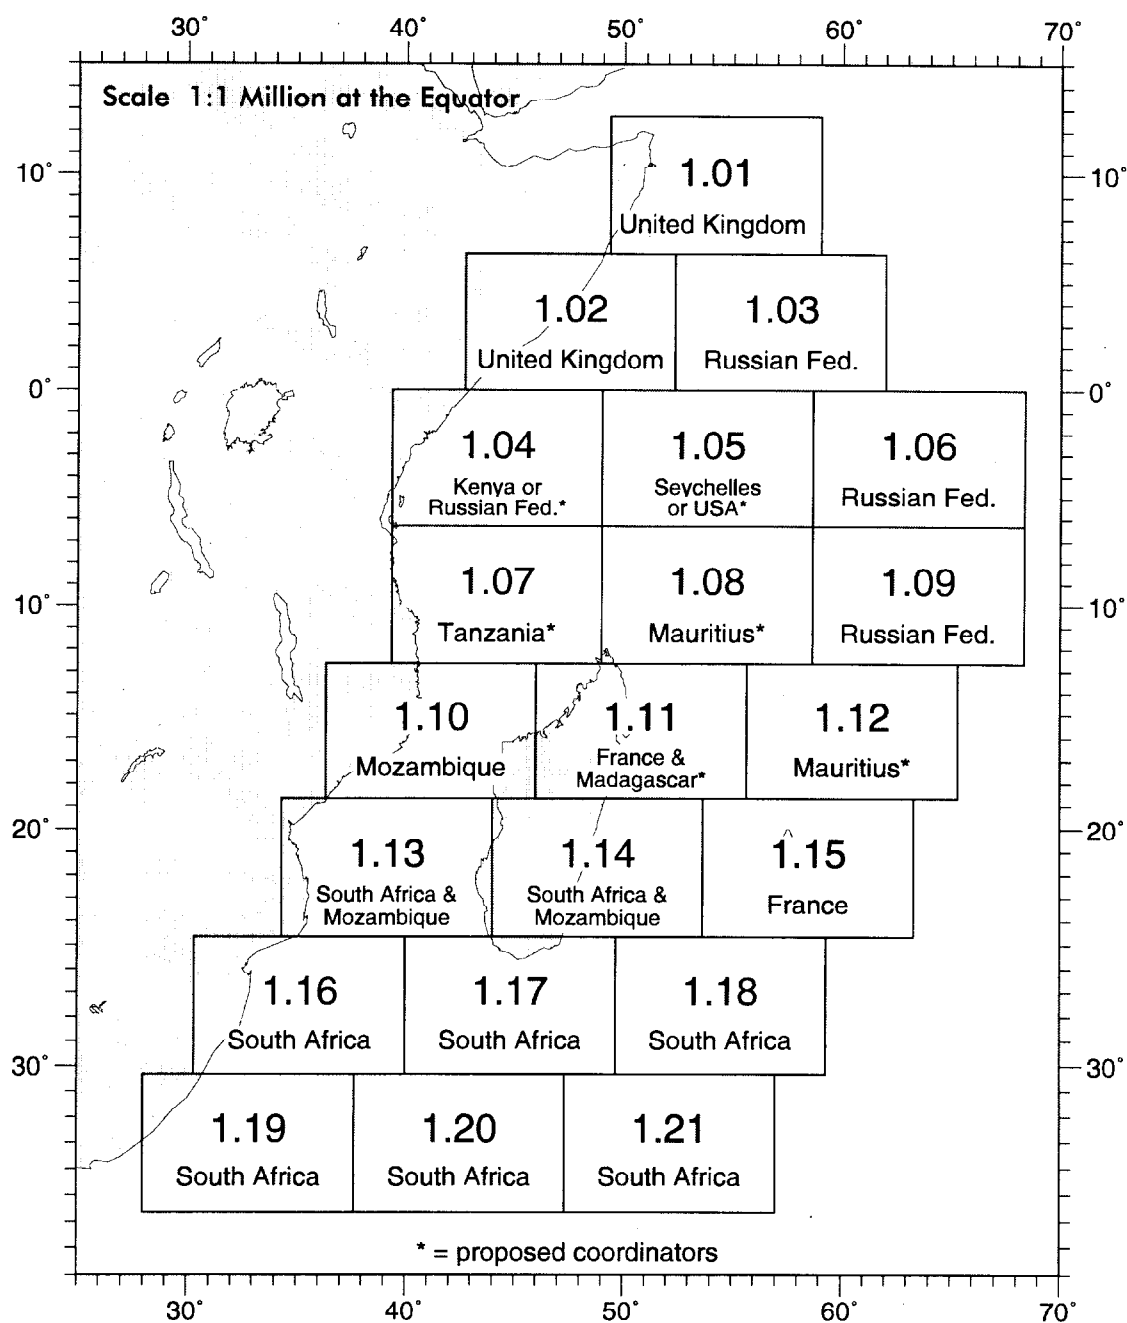 30° 40° 50° 60° 70°
Scale 1:1 Million at the Equator
10° 10°
1.01
United Kingdom
1.02 1.03
United Kingdom Russian Fed.
0° 0°
1.04 1.05 1.06
Kenya or Russian Fed.* Seychelles or USA* Russian Fed.
1.07 1.08 1.09
10° 10°
Tanzania* Mauritius* Russian Fed.
1.10 1.11 1.12
Mozambique France & Madagascar* Mauritius*
20° 20°
1.13 1.14 1.15
South Africa & Mozambique South Africa & Mozambique France
1.16 1.17 1.18
South Africa South Africa South Africa
30° 30°
1.19 1.20 1.21
South Africa South Africa South Africa
* = proposed coordinators
30° 40° 50° 60° 70°